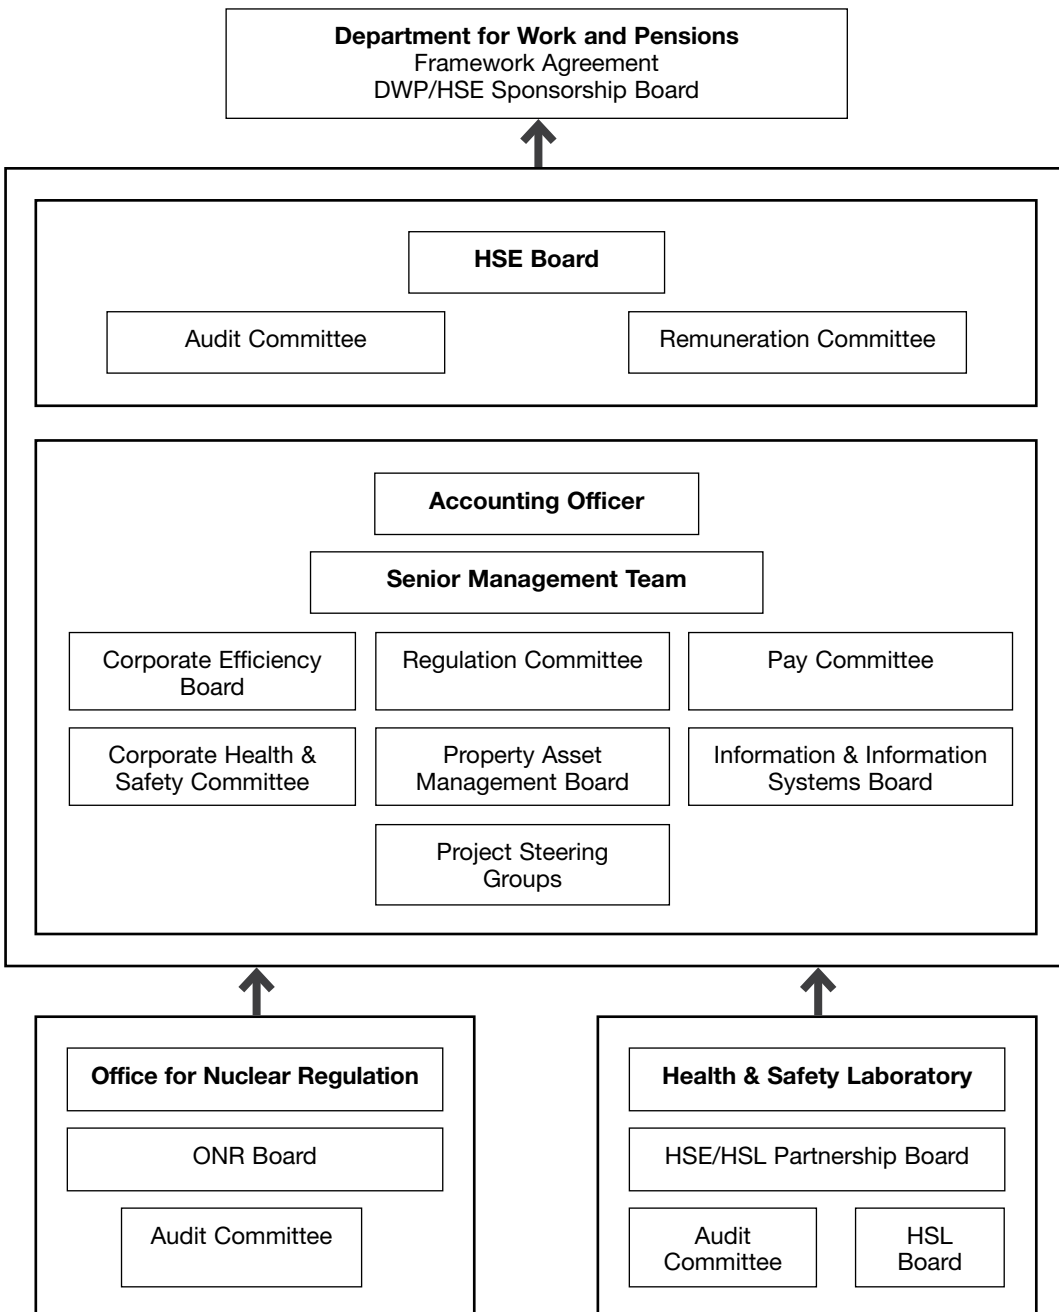 Department for Work and Pensions
Framework Agreement
DWP/HSE Sponsorship Board
HSE Board
Audit Committee
Remuneration Committee
Accounting Officer
Senior Management Team
Corporate Efficiency
Board
Regulation Committee
Pay Committee
Corporate Health &
Safety Committee
Property Asset
Management Board
Information & Information
Systems Board
Project Steering
Groups
Office for Nuclear Regulation
ONR Board
Audit Committee
Health & Safety Laboratory
HSE/HSL Partnership Board
Audit
Committee
HSL
Board